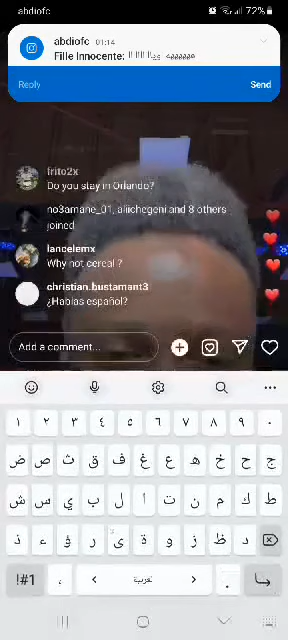 abdiofc
72%
abdiofc 01:14
Fille Innocente:
Reply
Send
frito2x
Do you stay in Orlando?
no3amane_01, aliichegeni and 8 others
joined
lancelemx
Why not cereal ?
christian.bustamant3
¿Hablas español?
Add a comment...
١ ٢ ٣ ٤ ٥ ٦ ٧ ٨ ٩ ٠
ض ص ث ق ف غ ع ه خ ح ج
ش س ي ب ل ا ت ن م ك ط
ذ ء ؤ ر ى ة و ز ظ د
!#1 ، العربية .